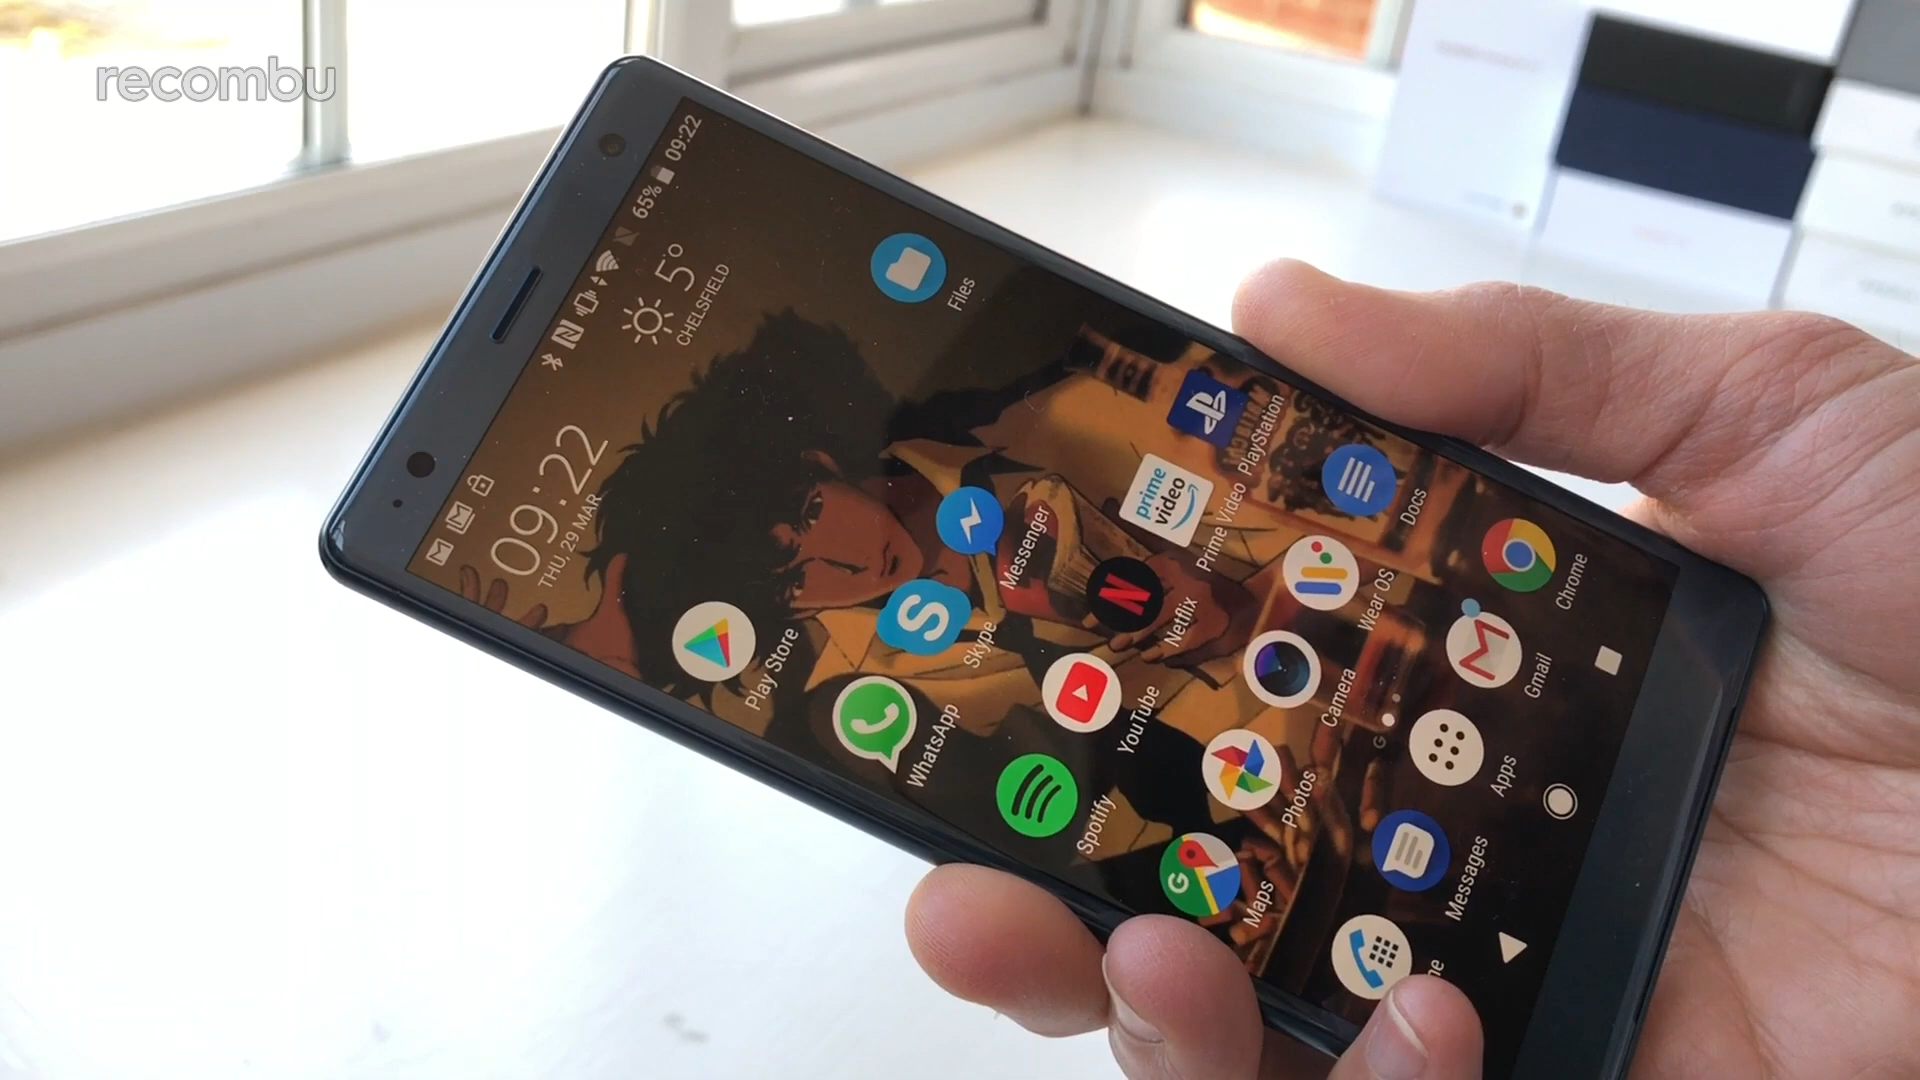 recombu
65% 09:22
09:22
THU, 29 MAR
5°
CHELSFIELD
Files
PlayStation
prime video
Prime Video
Docs
Messenger
Netflix
Wear OS
Chrome
Play Store
Skype
YouTube
Camera
Gmail
WhatsApp
Spotify
Photos
Apps
G
Maps
Messages